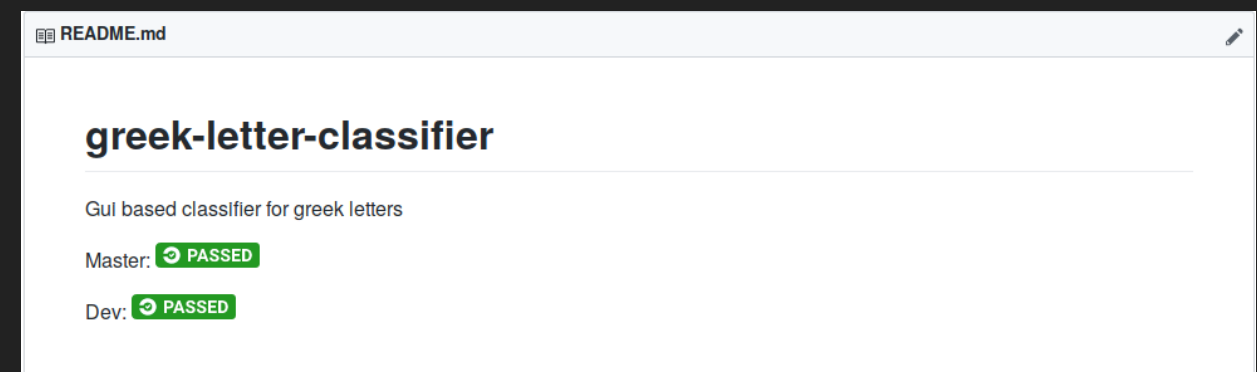 README.md
greek-letter-classifier
Gui based classifier for greek letters
Master: PASSED
Dev: PASSED